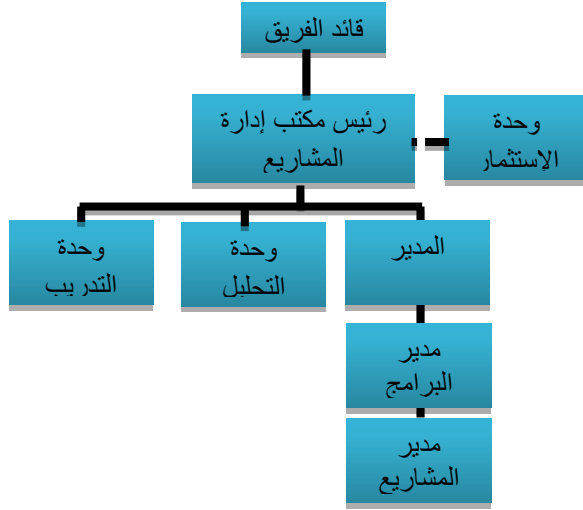 قائد الفريق
رئيس مكتب إدارة
المشاريع
وحدة
الإستثمار
المدير
وحدة
التحليل
وحدة
التدريب
مدير
البرامج
مدير
المشاريع